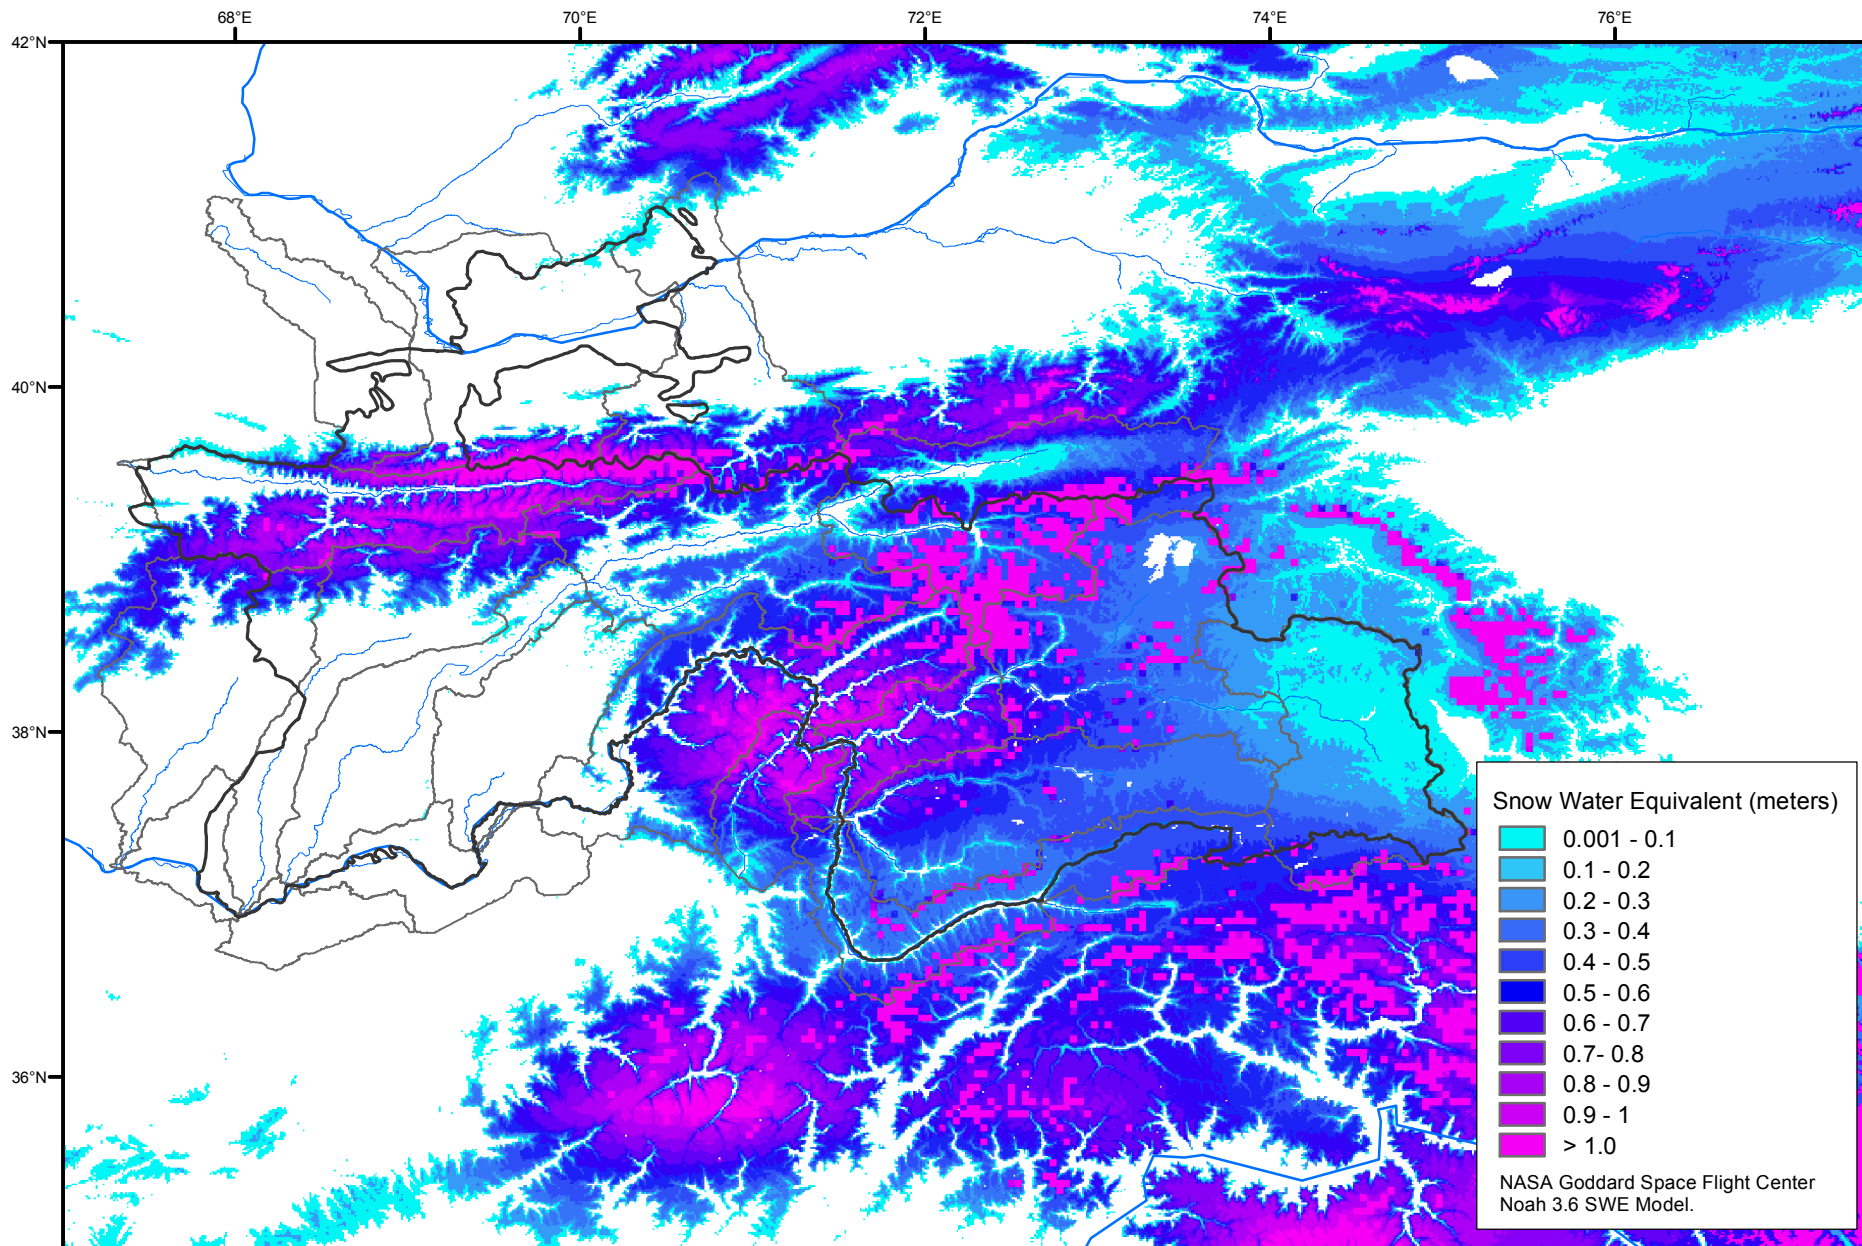 68°E
70°E
72°E
74°E
76°E
42°N
40°N
38°N
36°N
Snow Water Equivalent (meters)
0.001 - 0.1
0.1 - 0.2
0.2 - 0.3
0.3 - 0.4
0.4 - 0.5
0.5 - 0.6
0.6 - 0.7
0.7- 0.8
0.8 - 0.9
0.9 - 1
> 1.0
NASA Goddard Space Flight Center
Noah 3.6 SWE Model.